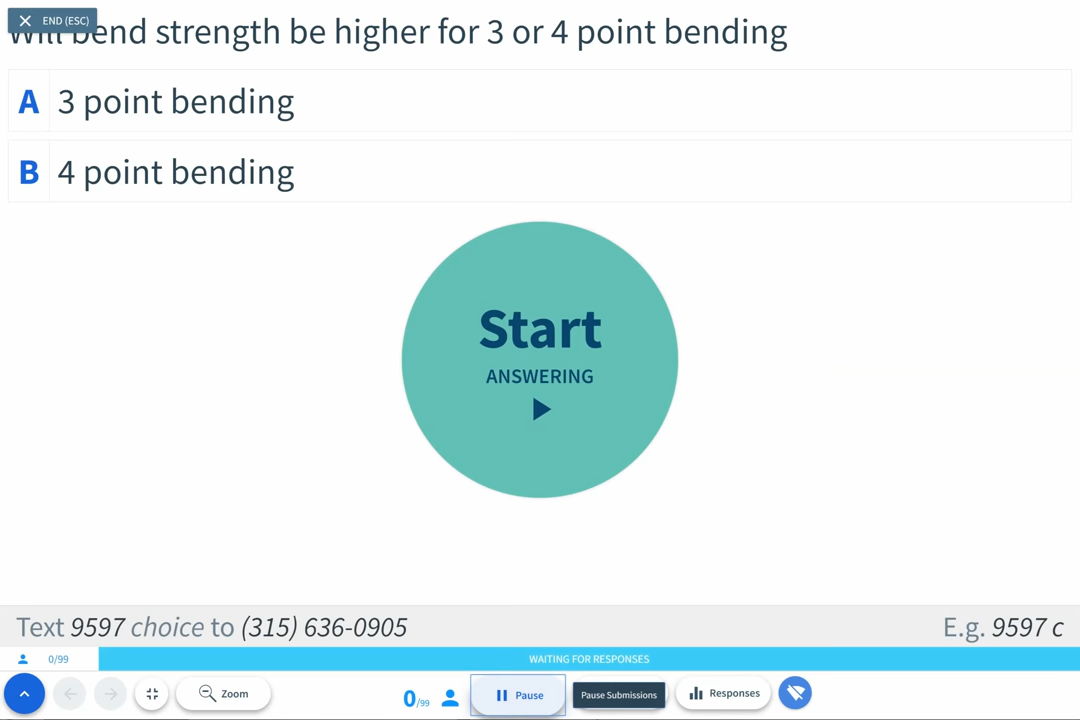 END (ESC)
Will bend strength be higher for 3 or 4 point bending
A 3 point bending
B 4 point bending
Start
ANSWERING
Text 9597 choice to (315) 636-0905
E.g. 9597 c
0/99
WAITING FOR RESPONSES
Zoom
0/99
Pause
Pause Submissions
Responses